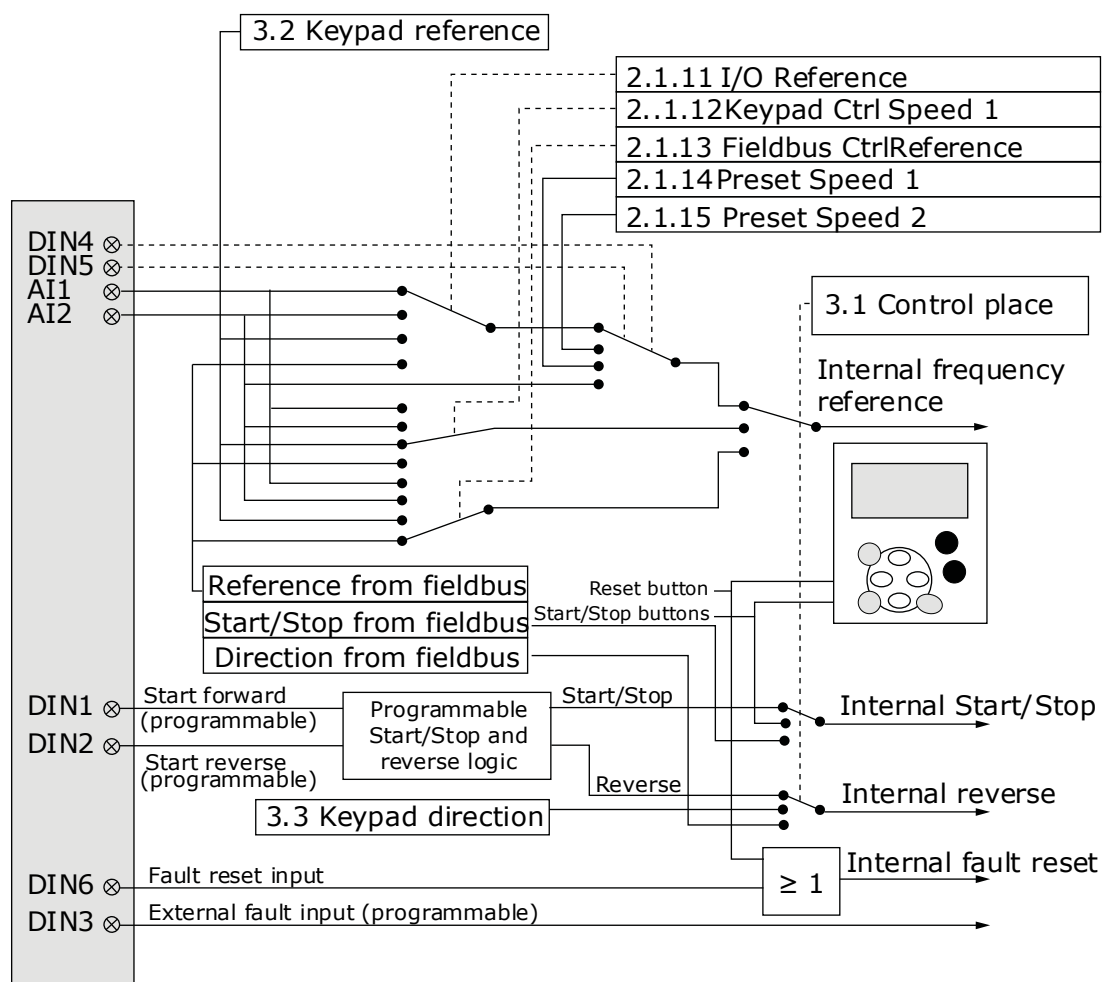 3.2 Keypad reference
2.1.11 I/O Reference
2..1.12Keypad Ctrl Speed 1
2.1.13 Fieldbus CtrlReference
2.1.14Preset Speed 1
2.1.15 Preset Speed 2
DIN4
DIN5
AI1
AI2
3.1 Control place
Internal frequency
reference
Reference from fieldbus
Start/Stop from fieldbus
Direction from fieldbus
Reset button
Start/Stop buttons
DIN1
Start forward
(programmable)
DIN2
Start reverse
(programmable)
Programmable
Start/Stop and
reverse logic
Start/Stop
Internal Start/Stop
Reverse
Internal reverse
3.3 Keypad direction
DIN6
Fault reset input
≥ 1
Internal fault reset
DIN3
External fault input (programmable)